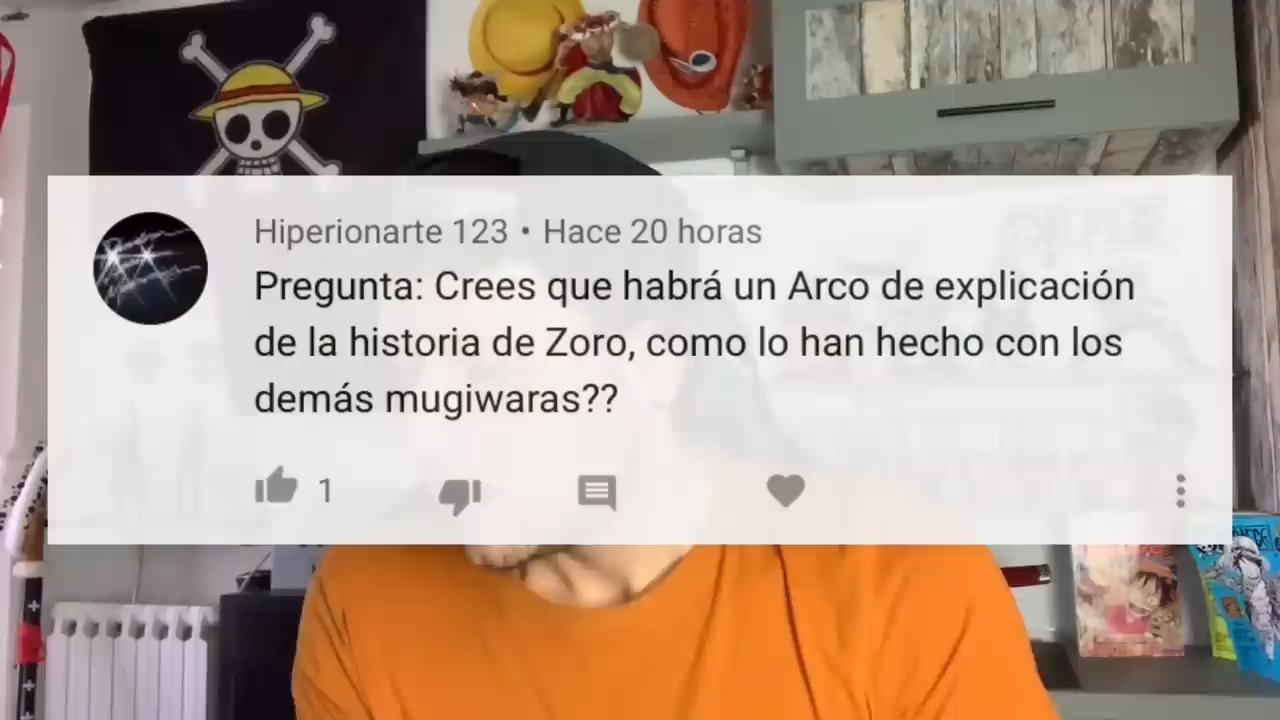 Hiperionarte 123 • Hace 20 horas
Pregunta: Crees que habrá un Arco de explicación
de la historia de Zoro, como lo han hecho con los
demás mugiwaras??
1